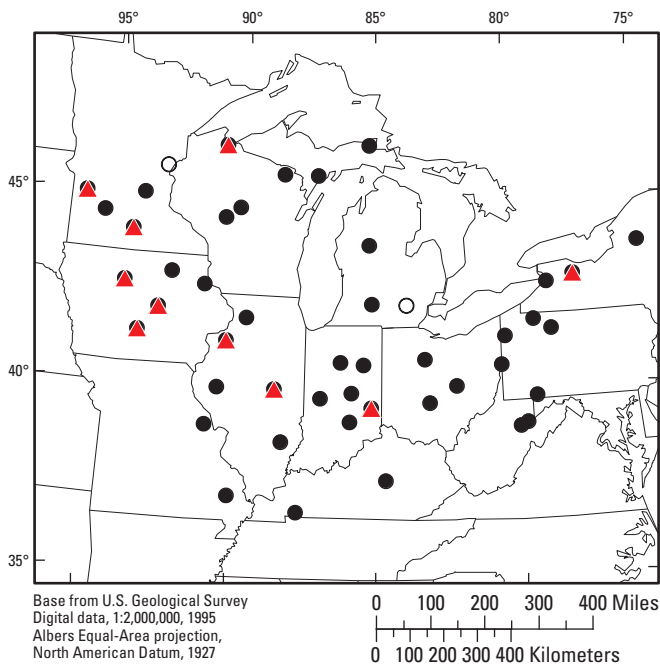 95° 90° 85° 80° 75°
45°
40°
35°
Base from U.S. Geological Survey
Digital data, 1:2,000,000, 1995
Albers Equal-Area projection,
North American Datum, 1927
0 100 200 300 400 Miles
0 100 200 300 400 Kilometers